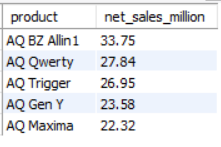 product net_sales_million
AQ BZ Allin1 33.75
AQ Qwerty 27.84
AQ Trigger 26.95
AQ Gen Y 23.58
AQ Maxima 22.32